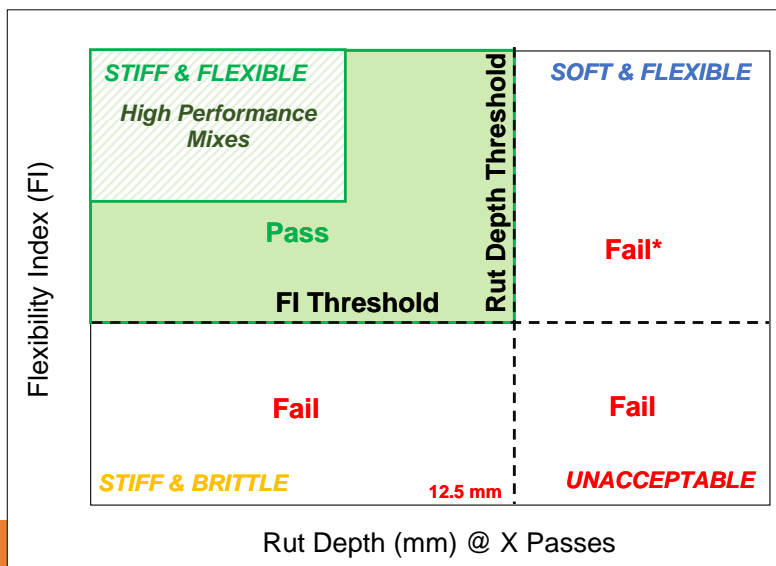 STIFF & FLEXIBLE
High Performance
Mixes
SOFT & FLEXIBLE
Rut Depth Threshold
Flexibility Index (FI)
Pass
Fail*
FI Threshold
Fail
Fail
STIFF & BRITTLE
12.5 mm
UNACCEPTABLE
Rut Depth (mm) @ X Passes